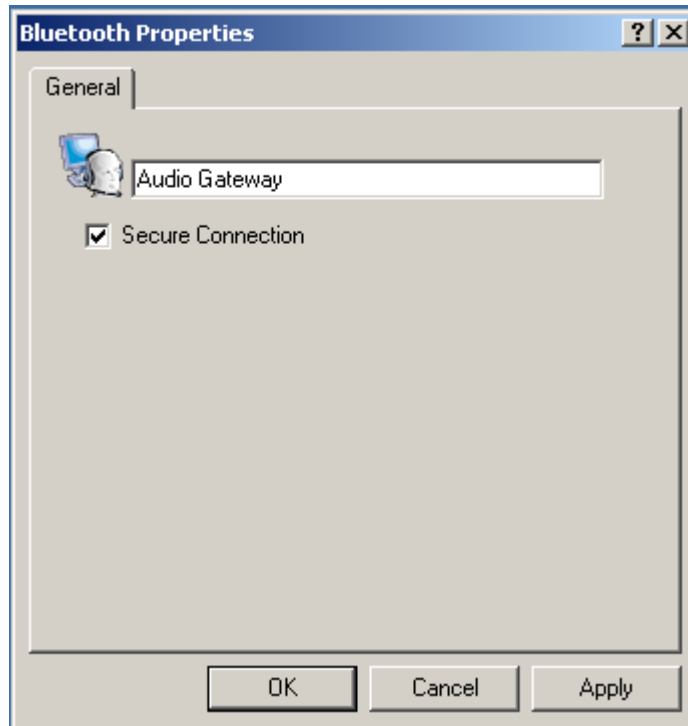 Bluetooth Properties
General
Audio Gateway
Secure Connection
OK Cancel Apply